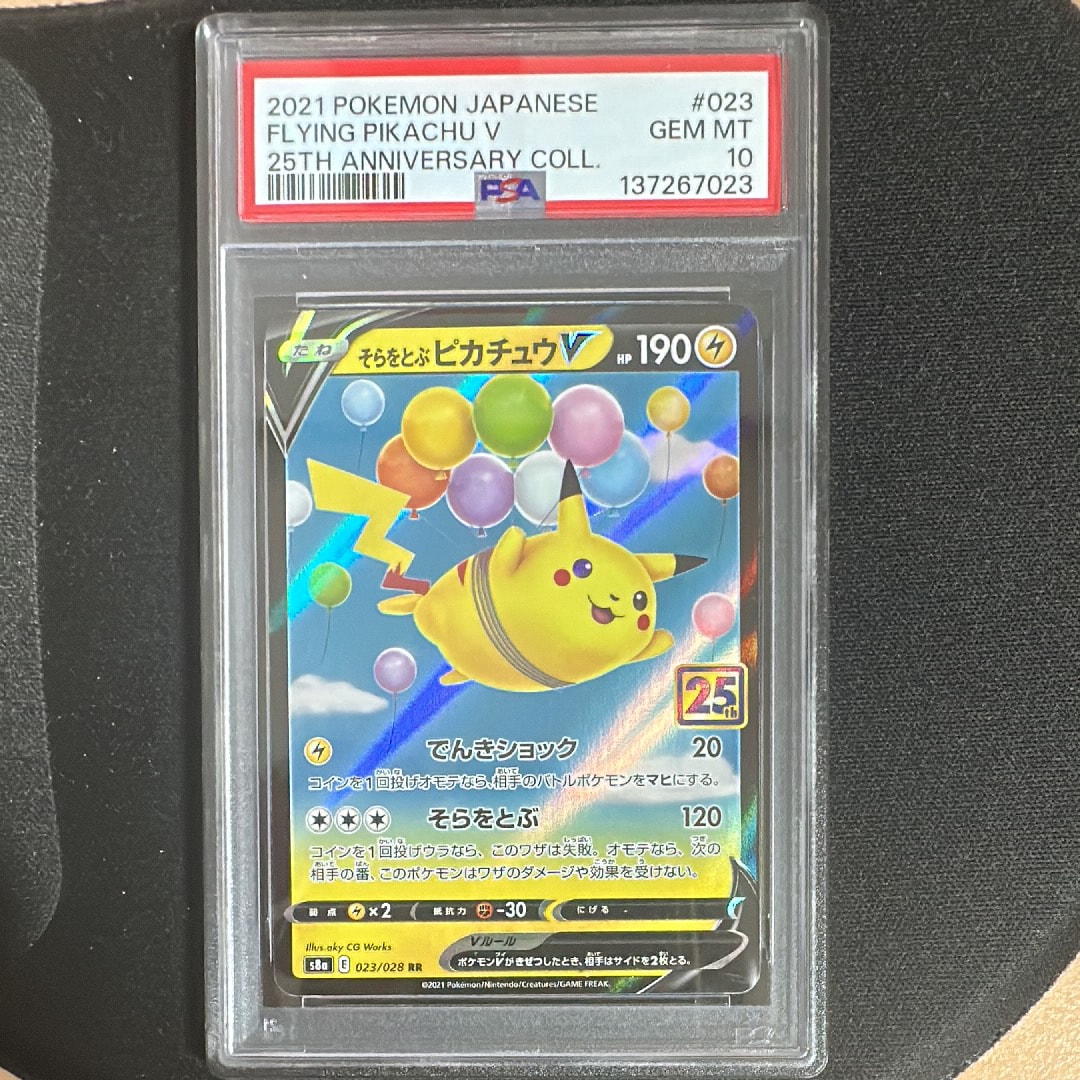 2021 POKEMON JAPANESE #023
FLYING PIKACHU V GEM MT
25TH ANNIVERSARY COLL. 10
PSA 137267023
たね そらをとぶピカチュウV HP 190
25th
でんきショック 20
コインを1回投げオモテなら、相手のバトルポケモンをマヒにする。
そらをとぶ 120
コインを1回投げウラなら、このワザは失敗。オモテなら、次の
相手の番、このポケモンはワザのダメージや効果を受けない。
弱点 ×2 抵抗力 -30 にげる
Illus. aky CG Works
Vルール
ポケモンVがきぜつしたとき、相手はサイドを2枚とる。
s8a E 023/028 RR
©2021 Pokémon/Nintendo/Creatures/GAME FREAK.